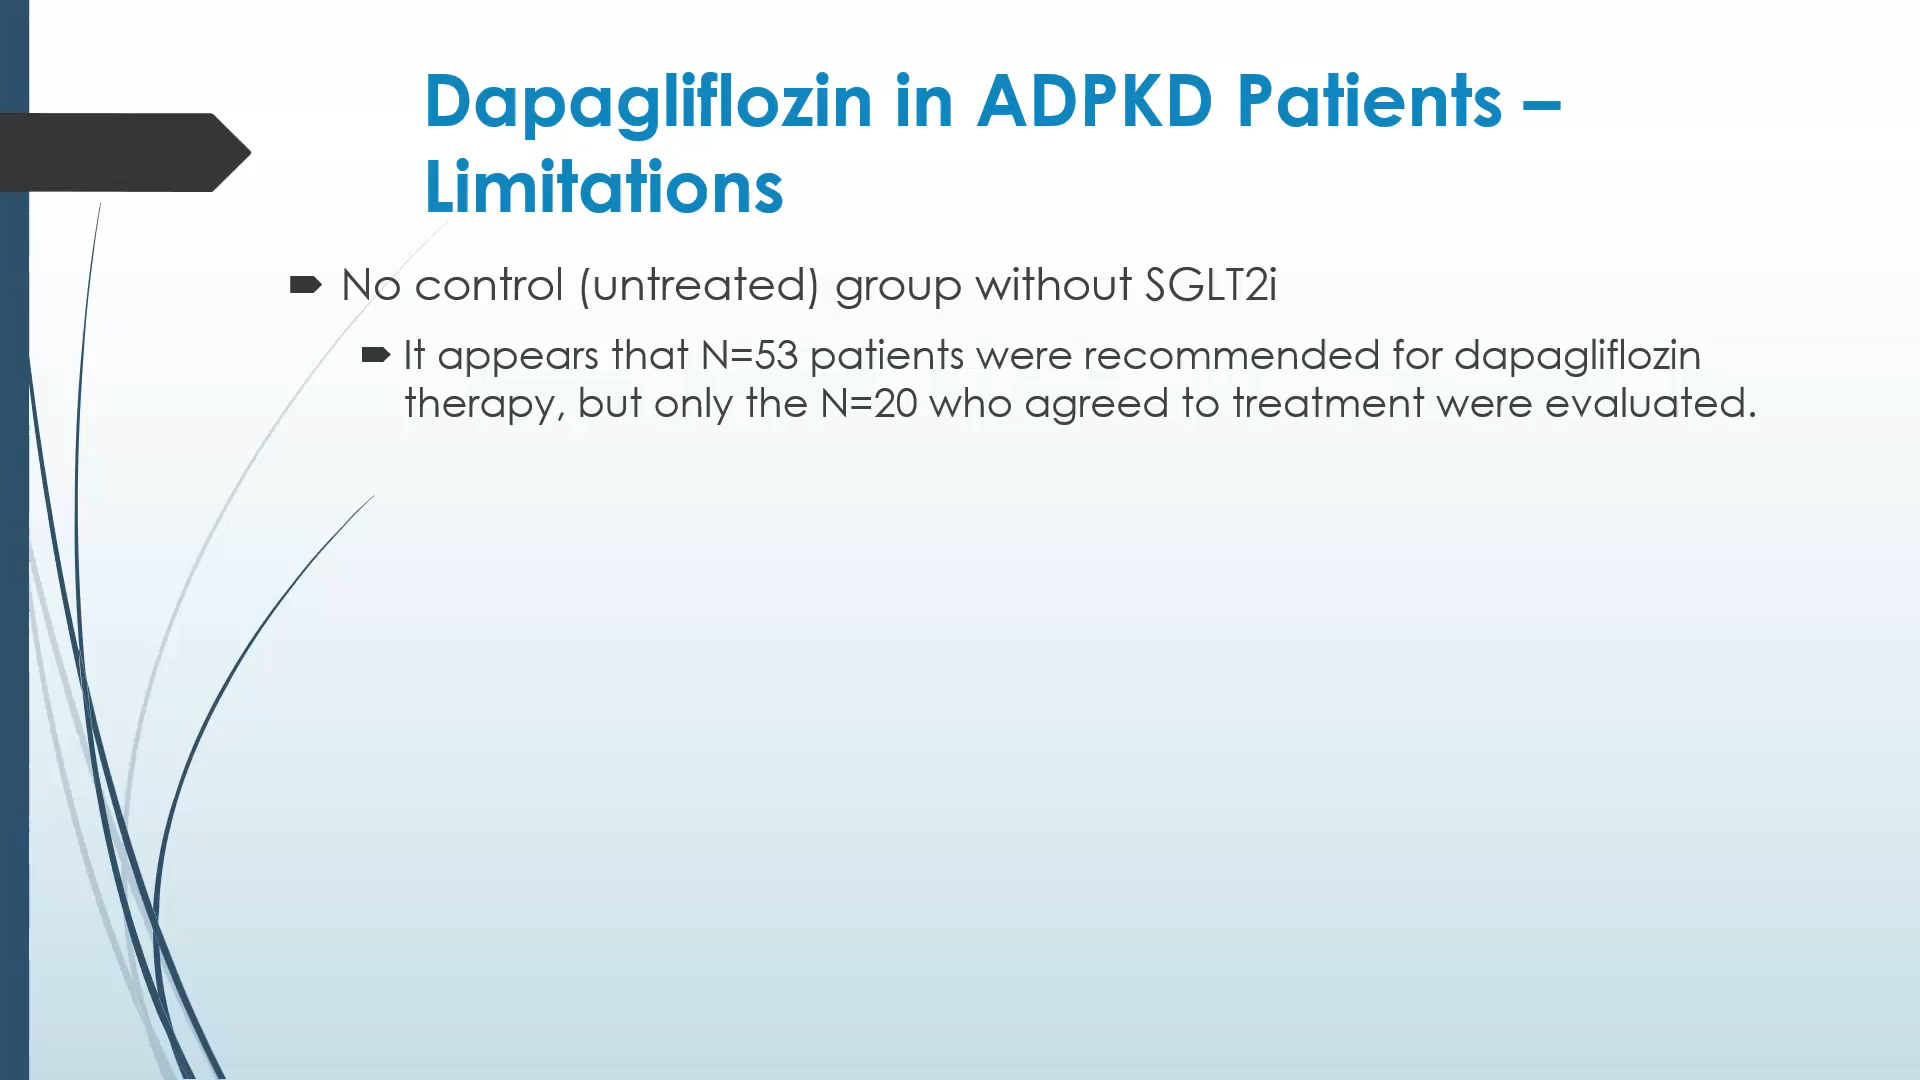 Dapagliflozin in ADPKD Patients –
Limitations
No control (untreated) group without SGLT2i
It appears that N=53 patients were recommended for dapagliflozin
therapy, but only the N=20 who agreed to treatment were evaluated.